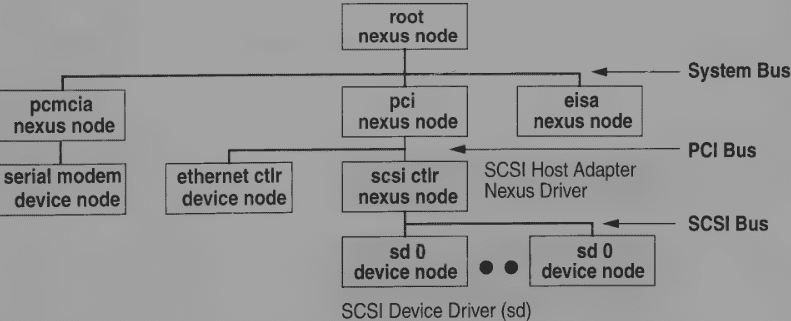 root
nexus node
System Bus
pcmcia
nexus node
pci
nexus node
eisa
nexus node
PCI Bus
serial modem
device node
ethernet ctlr
device node
scsi ctlr
nexus node
SCSI Host Adapter
Nexus Driver
SCSI Bus
sd 0
device node
sd 0
device node
SCSI Device Driver (sd)